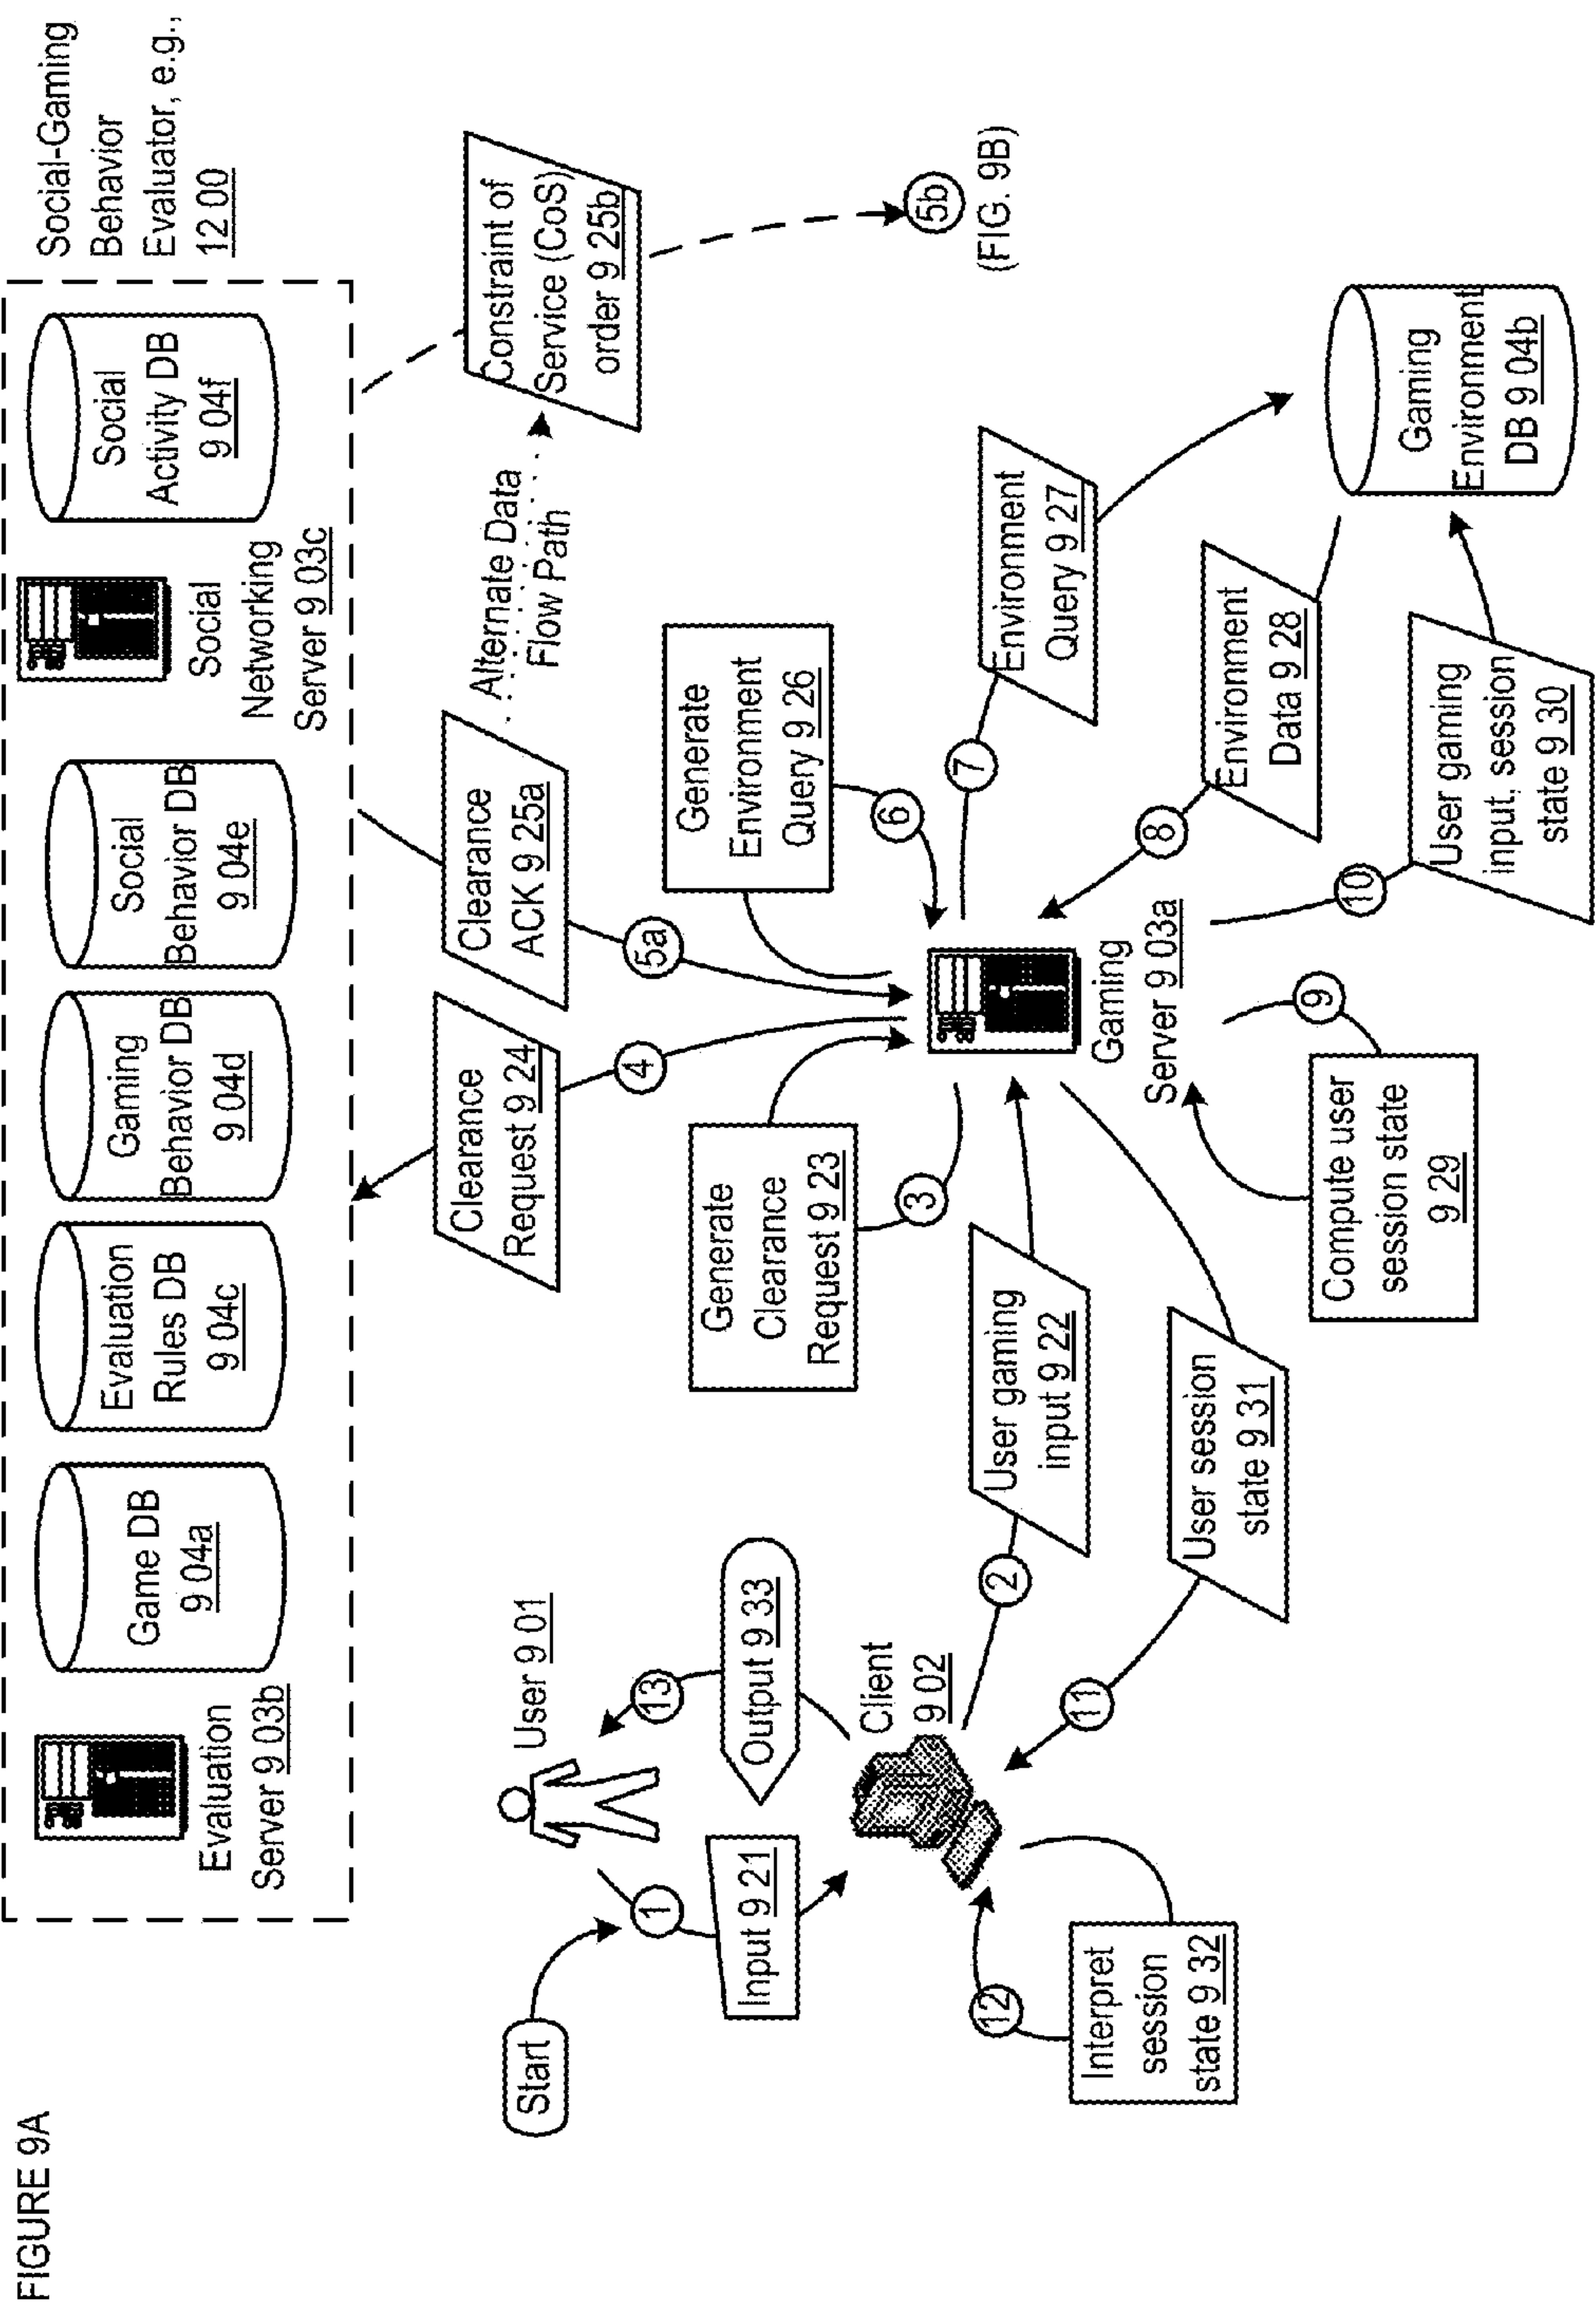 FIGURE 9A
Social-Gaming
Behavior
Evaluator, e.g.,
12 00
Evaluation
Server 9 03b
Game DB
9 04a
Evaluation
Rules DB
9 04c
Gaming
Behavior DB
9 04d
Social
Behavior DB
9 04e
Social
Networking
Server 9 03c
Social
Activity DB
9 04f
Clearance
Request 9 24
Clearance
ACK 9 25a
Alternate Data
Flow Path
Constraint of
Service (CoS)
order 9 25b
5b
(FIG. 9B)
Start
1
User 9 01
13
Input 9 21
Output 9 33
Client
9 02
12
Interpret
session
state 9 32
2
User gaming
input 9 22
11
User session
state 9 31
3
Generate
Clearance
Request 9 23
4
5a
Generate
Environment
Query 9 26
6
7
Environment
Query 9 27
Gaming
Server 9 03a
8
Environment
Data 9 28
9
Compute user
session state
9 29
10
User gaming
input, session
state 9 30
Gaming
Environment
DB 9 04b